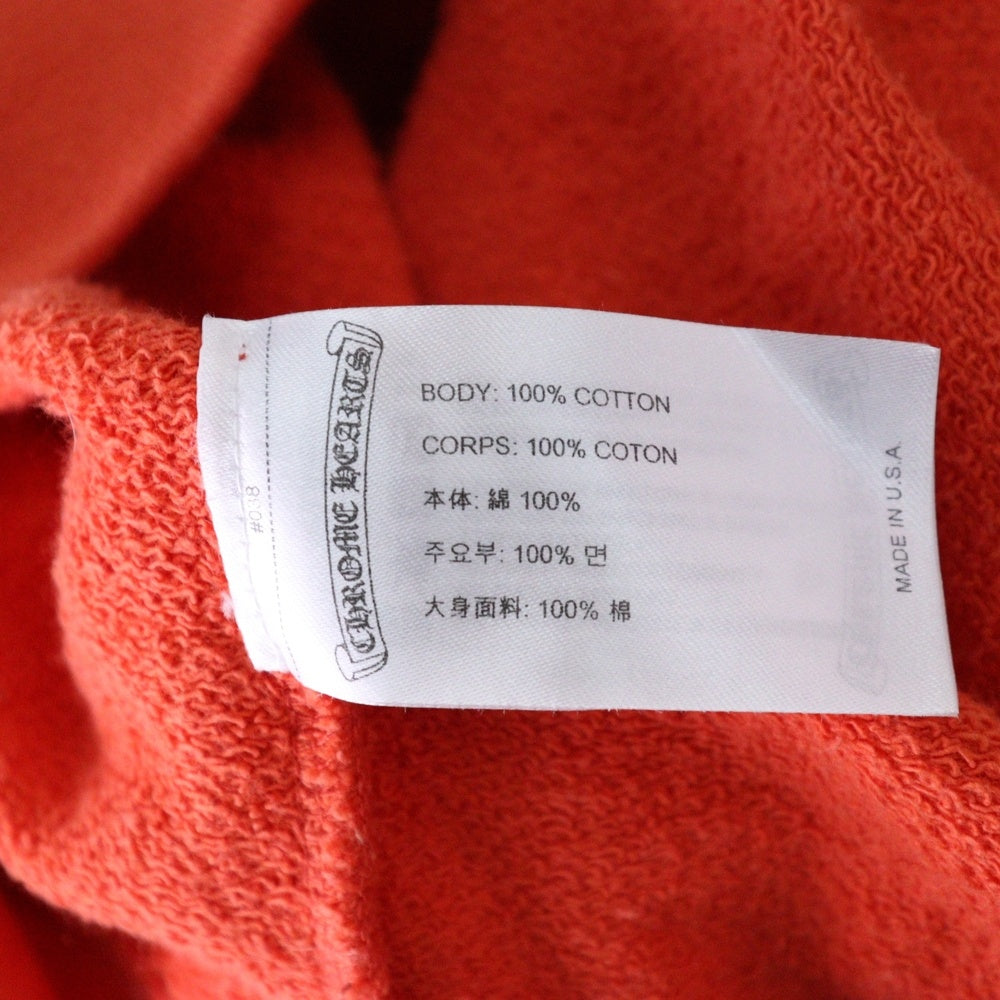 #038
CHROME HEARTS
BODY: 100% COTTON
CORPS: 100% COTON
本体: 綿 100%
주요부: 100% 면
大身面料: 100% 棉
MADE IN U.S.A.